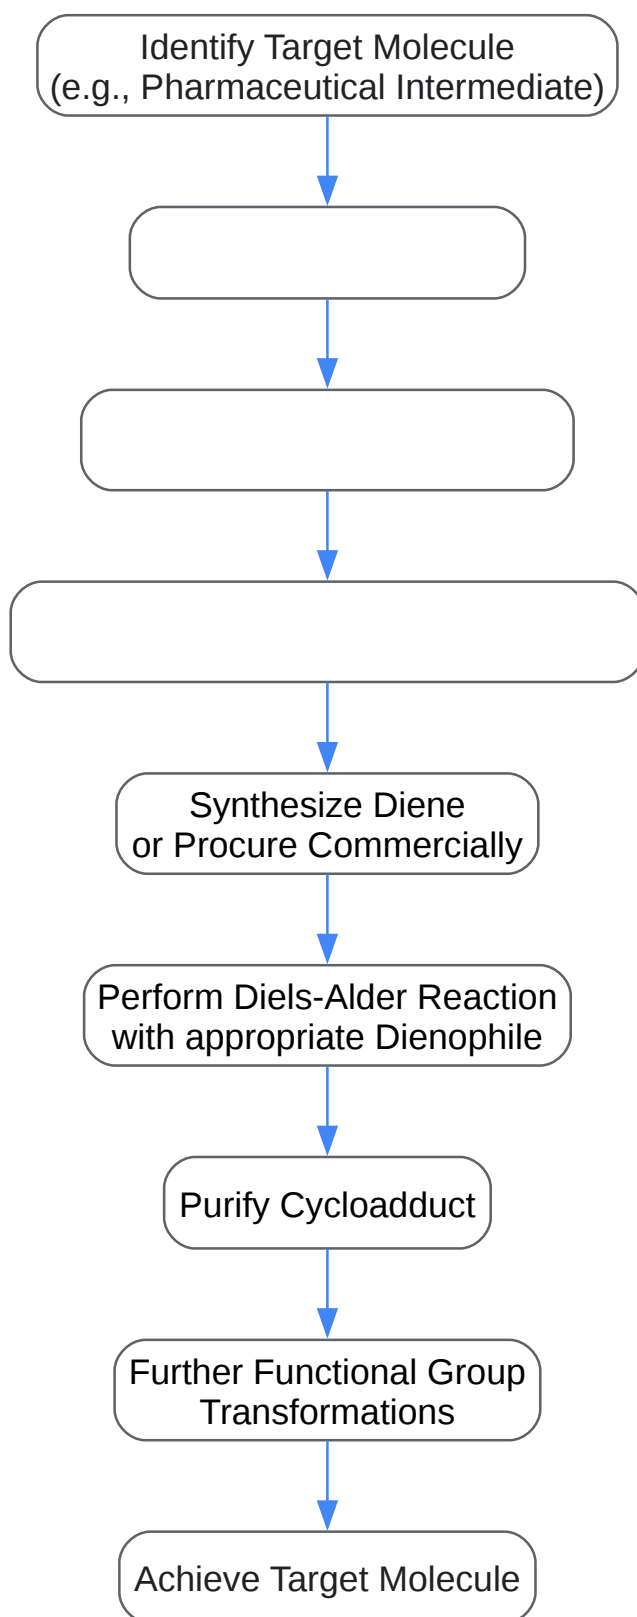 Identify Target Molecule
(e.g., Pharmaceutical Intermediate)
Synthesize Diene
or Procure Commercially
Perform Diels-Alder Reaction
with appropriate Dienophile
Purify Cycloadduct
Further Functional Group
Transformations
Achieve Target Molecule